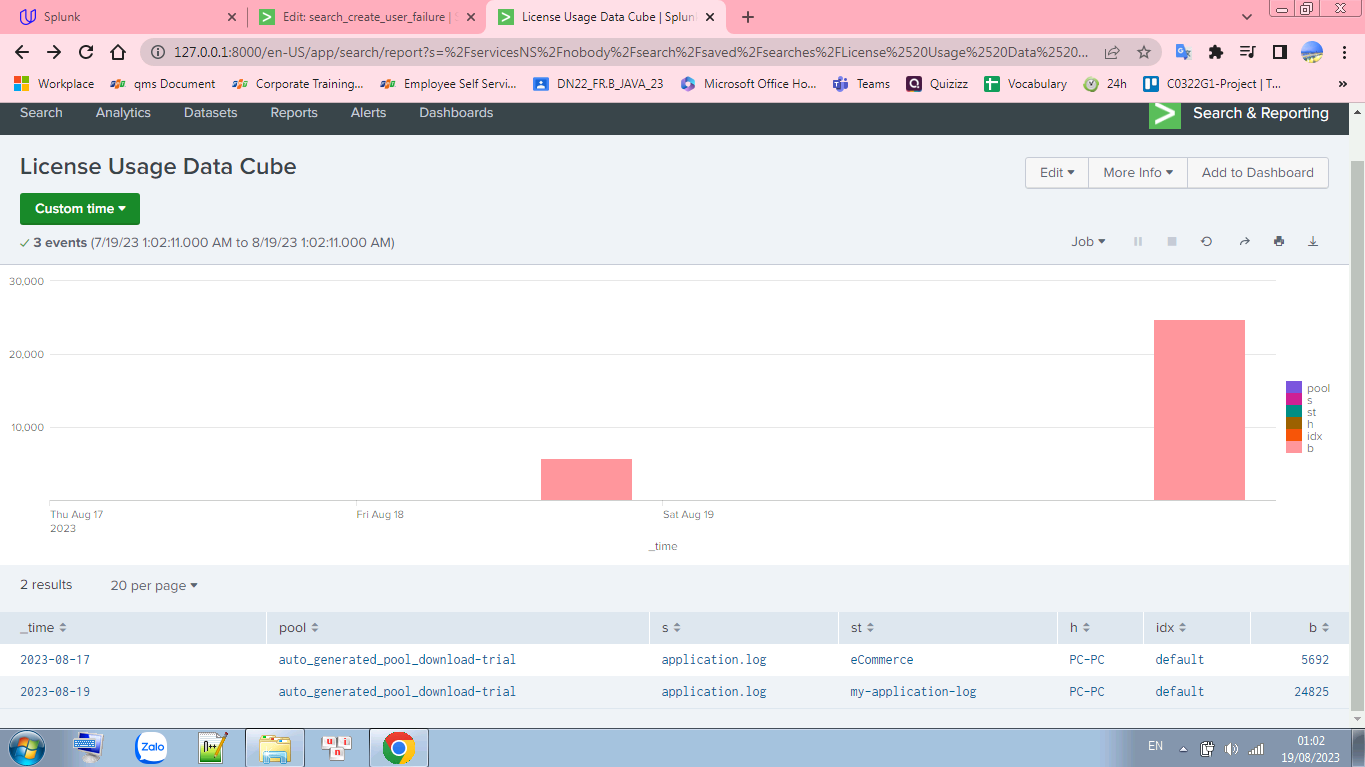 Splunk
Edit: search_create_user_failure | S
License Usage Data Cube | Splun
127.0.0.1:8000/en-US/app/search/report?s=%2FservicesNS%2Fnobody%2Fsearch%2Fsaved%2Fsearches%2FLicense%2520Usage%2520Data%2520...
Workplace
qms Document
Corporate Training...
Employee Self Servi...
DN22_FR.B_JAVA_23
Microsoft Office Ho...
Teams
Quizizz
Vocabulary
24h
C0322G1-Project | T...
»
Search
Analytics
Datasets
Reports
Alerts
Dashboards
Search & Reporting
License Usage Data Cube
Edit
More Info
Add to Dashboard
Custom time
3 events (7/19/23 1:02:11.000 AM to 8/19/23 1:02:11.000 AM)
Job
30,000
20,000
10,000
Thu Aug 17
2023
Fri Aug 18
Sat Aug 19
_time
pool
s
st
h
idx
b
2 results
20 per page
_time pool s st h idx b
2023-08-17 auto_generated_pool_download-trial application.log eCommerce PC-PC default 5692
2023-08-19 auto_generated_pool_download-trial application.log my-application-log PC-PC default 24825
Zalo
N++
u n i
EN
01:02
19/08/2023